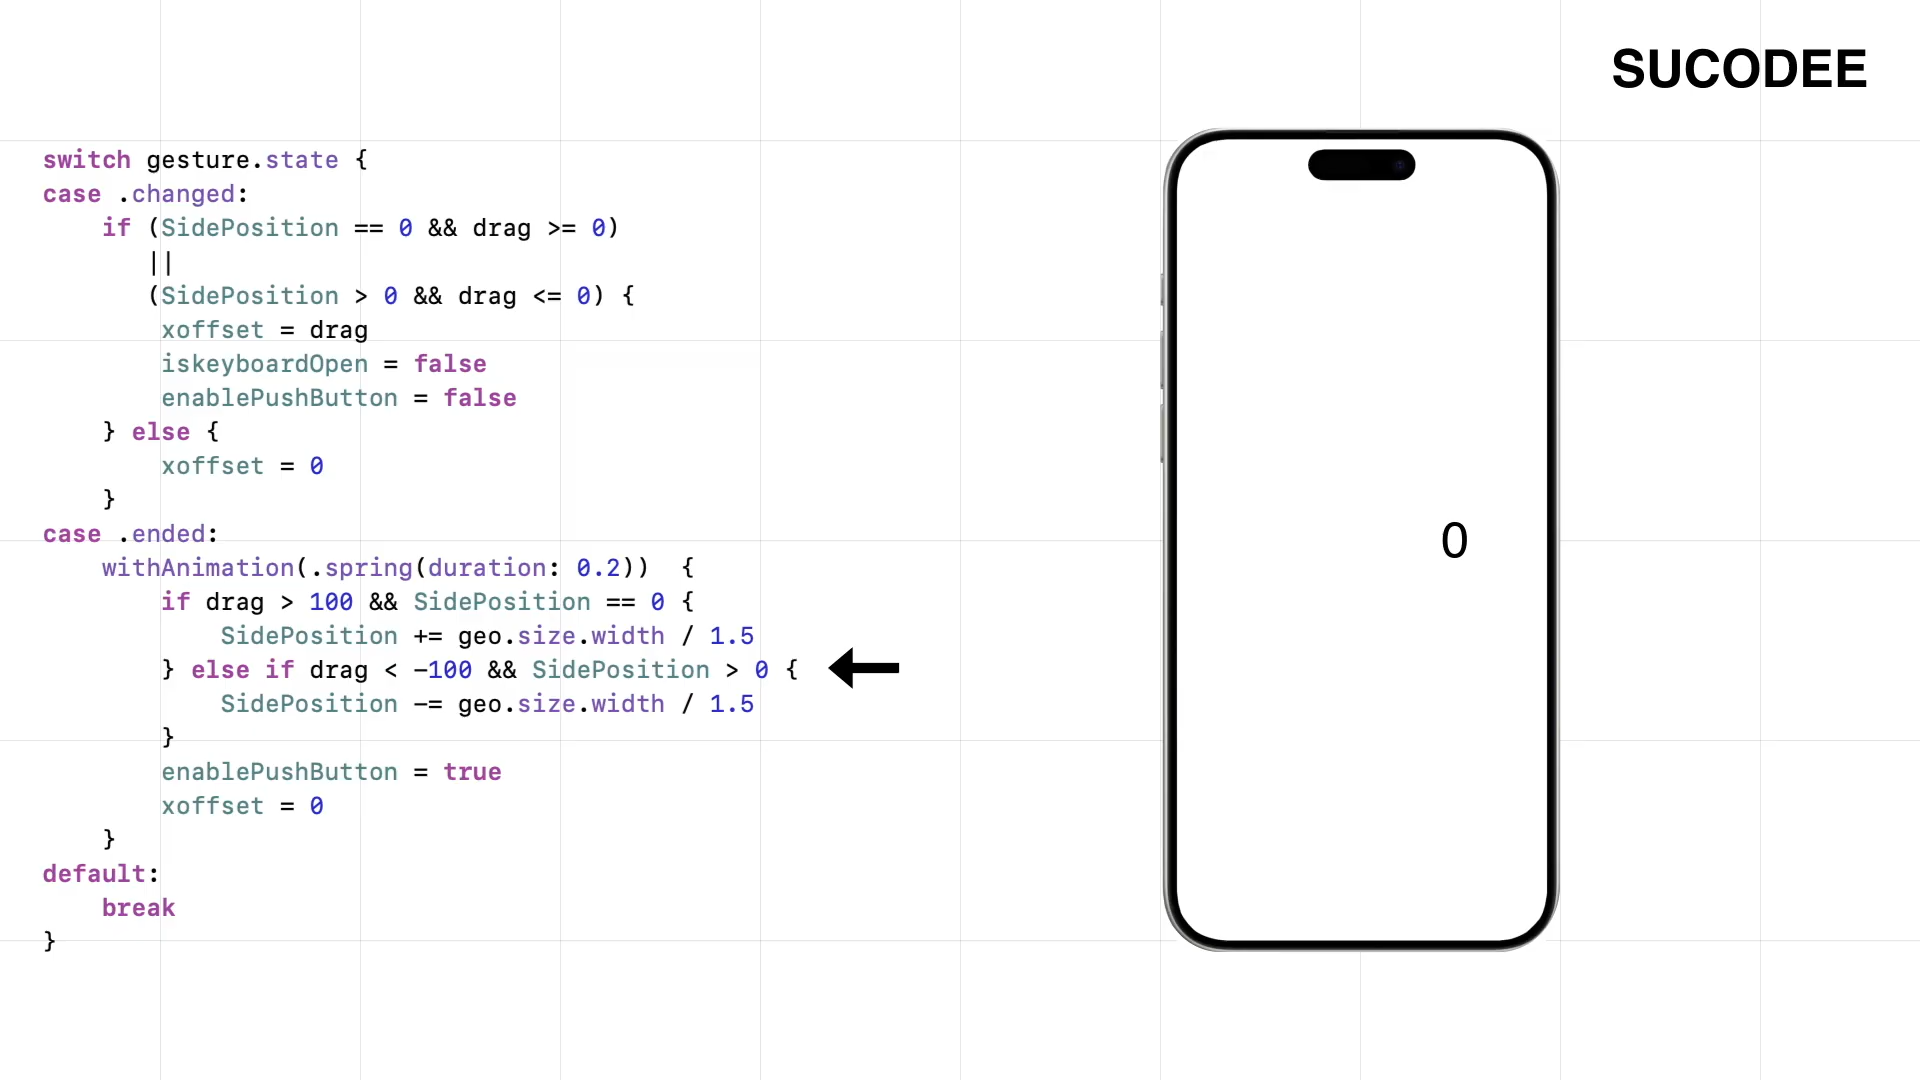 SUCODEE
switch gesture.state {
case .changed:
    if (SidePosition == 0 && drag >= 0)
       ||
       (SidePosition > 0 && drag <= 0) {
        xoffset = drag
        iskeyboardOpen = false
        enablePushButton = false
    } else {
        xoffset = 0
    }
case .ended:
    withAnimation(.spring(duration: 0.2))  {
        if drag > 100 && SidePosition == 0 {
            SidePosition += geo.size.width / 1.5
        } else if drag < -100 && SidePosition > 0 {
            SidePosition -= geo.size.width / 1.5
        }
        enablePushButton = true
        xoffset = 0
    }
default:
    break
}
0